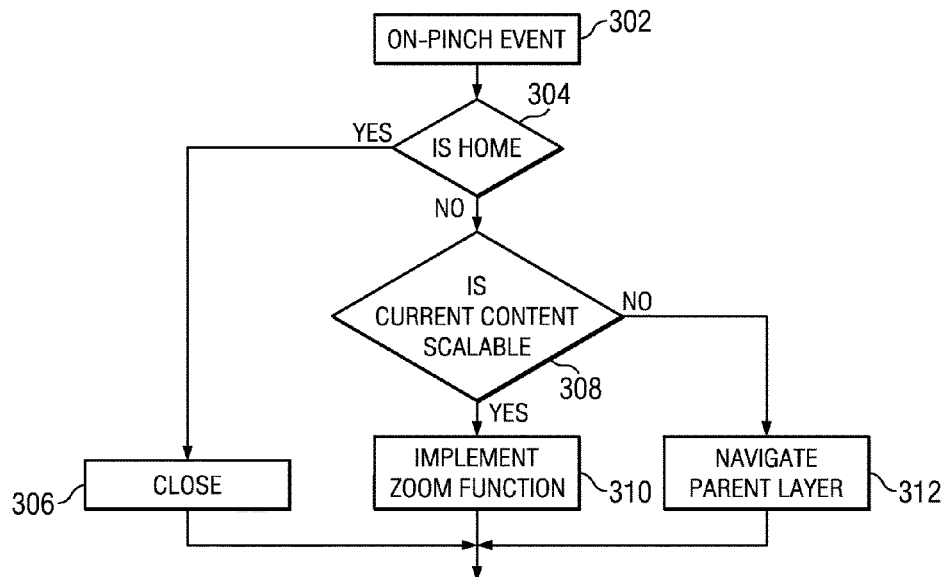 ON-PINCH EVENT
302
304
IS HOME
YES
NO
IS
CURRENT CONTENT
SCALABLE
NO
308
YES
CLOSE
306
IMPLEMENT
ZOOM FUNCTION
310
NAVIGATE
PARENT LAYER
312